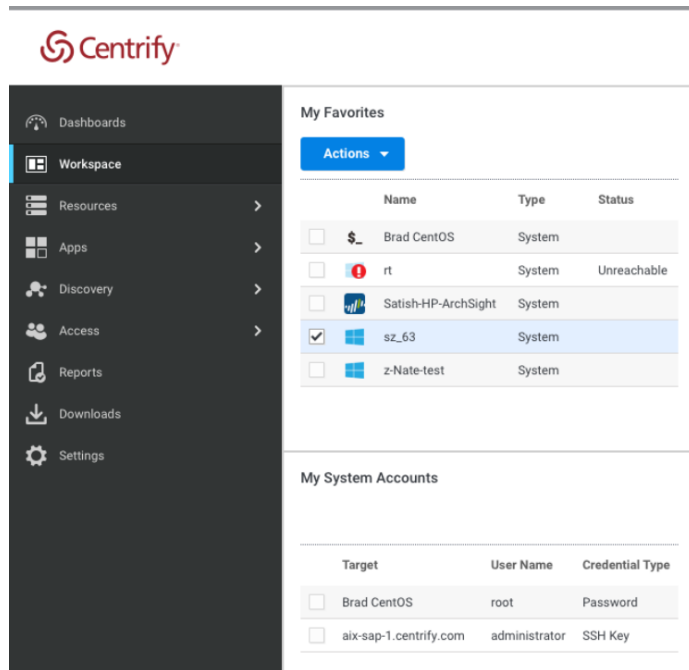 Centrify
Dashboards
Workspace
Resources
Apps
Discovery
Access
Reports
Downloads
Settings
My Favorites
Actions
Name Type Status
$_ Brad CentOS System
rt System Unreachable
Satish-HP-ArchSight System
sz_63 System
z-Nate-test System
My System Accounts
Target User Name Credential Type
Brad CentOS root Password
aix-sap-1.centrify.com administrator SSH Key